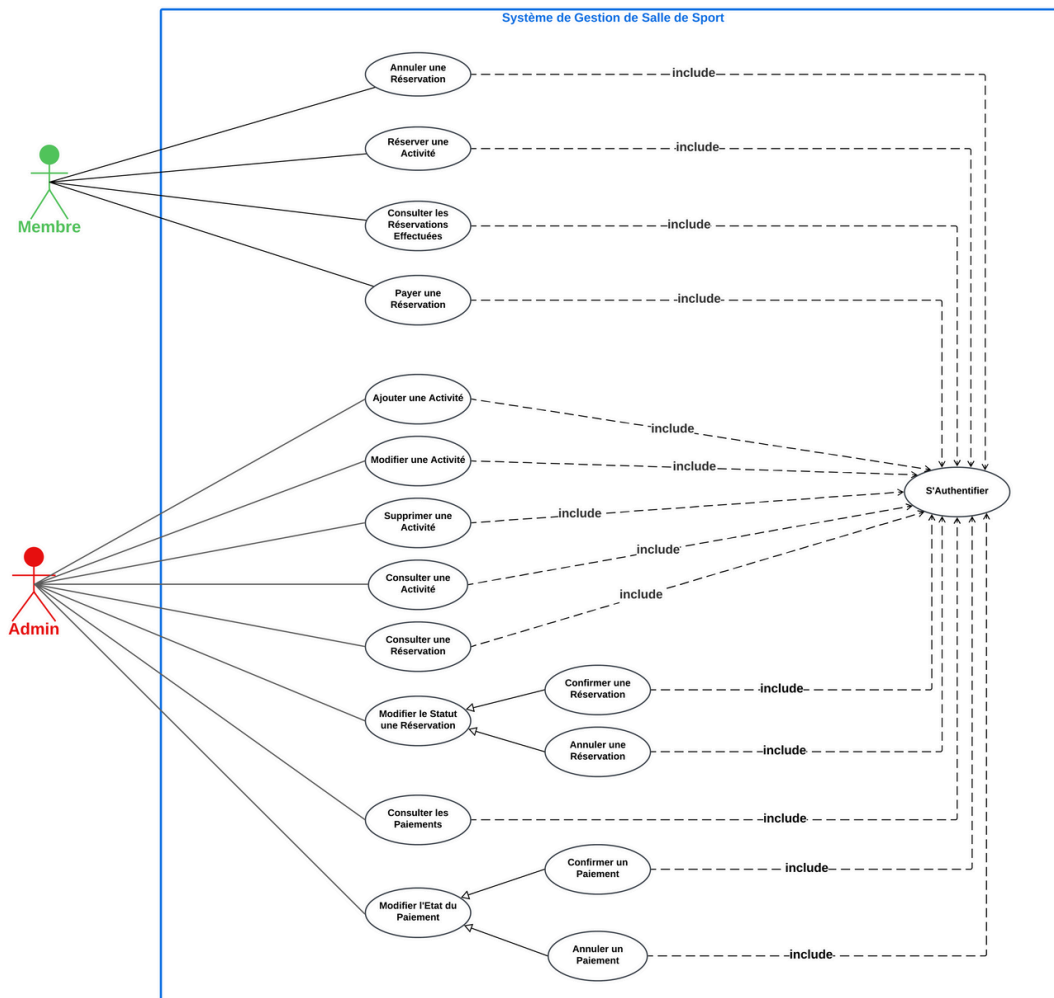 Système de Gestion de Salle de Sport
Annuler une
Réservation
include
Réserver une
Activité
include
Membre
Consulter les
Réservations
Effectuées
include
Payer une
Réservation
include
Ajouter une Activité
include
Modifier une Activité
include
S'Authentifier
Supprimer une
Activité
include
Consulter une
Activité
include
Admin
Consulter une
Réservation
include
Confirmer une
Réservation
include
Modifier le Statut
une Réservation
Annuler une
Réservation
include
Consulter les
Paiements
include
Confirmer un
Paiement
include
Modifier l'Etat du
Paiement
Annuler un
Paiement
include